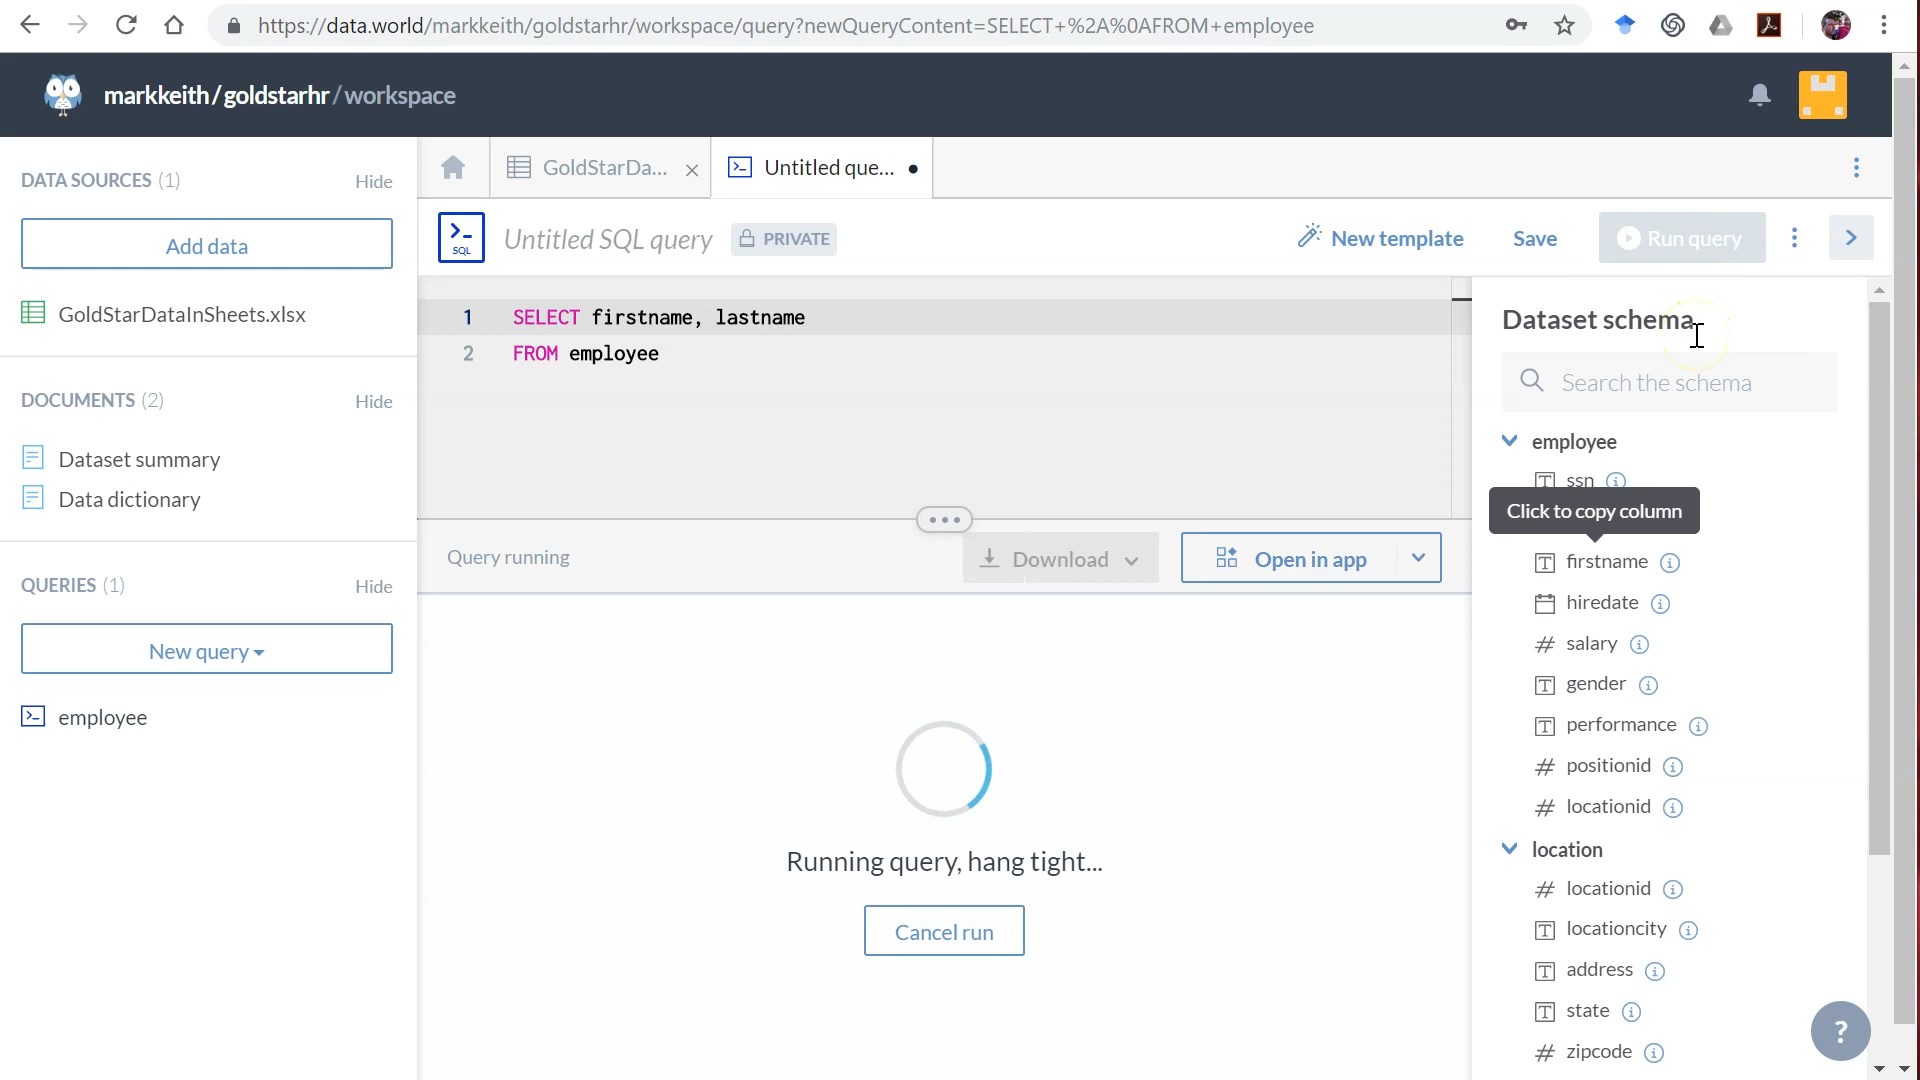 https://data.world/markkeith/goldstarhr/workspace/query?newQueryContent=SELECT+%2A%0AFROM+employee
markkeith/goldstarhr/workspace
DATA SOURCES (1)
Hide
Add data
GoldStarDataInSheets.xlsx
DOCUMENTS (2)
Hide
Dataset summary
Data dictionary
QUERIES (1)
Hide
New query
employee
GoldStarDa...
Untitled que...
SQL
Untitled SQL query
PRIVATE
New template
Save
Run query
1 SELECT firstname, lastname
2 FROM employee
Query running
Download
Open in app
Running query, hang tight...
Cancel run
Dataset schema
Search the schema
employee
ssn
Click to copy column
firstname
hiredate
salary
gender
performance
positionid
locationid
location
locationid
locationcity
address
state
zipcode
?